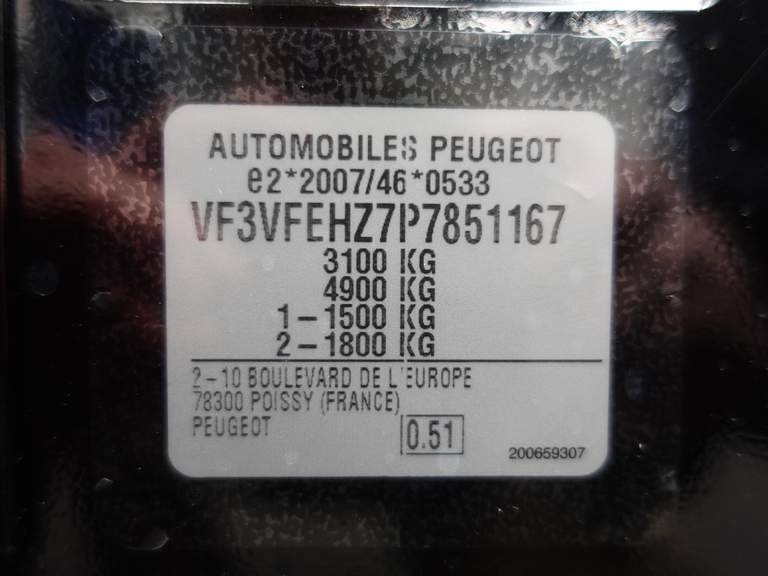 AUTOMOBILES PEUGEOT
e2*2007/46*0533
VF3VFEHZ7P7851167
3100 KG
4900 KG
1-1500 KG
2-1800 KG
2-10 BOULEVARD DE L'EUROPE
78300 POISSY (FRANCE)
PEUGEOT
0.51
200659307